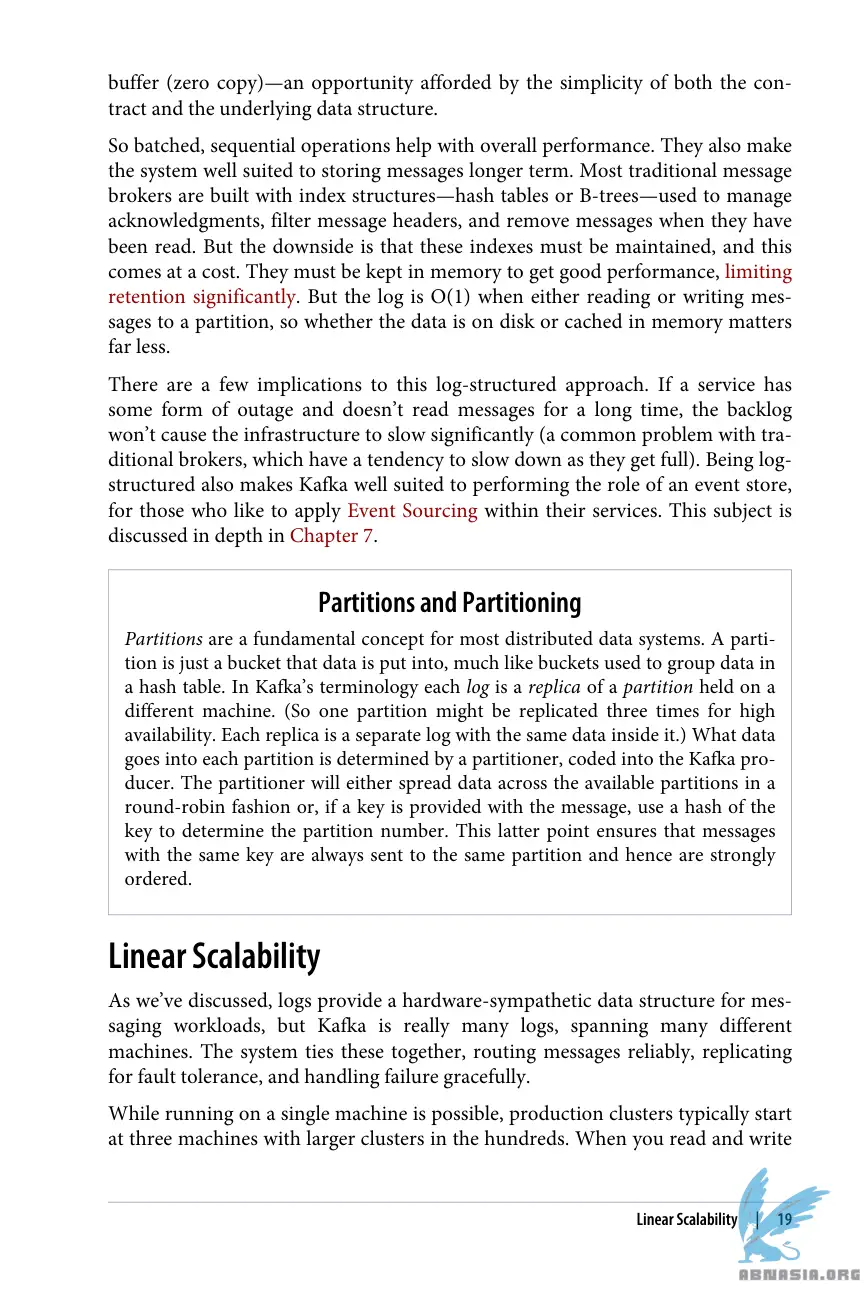 buffer (zero copy)—an opportunity afforded by the simplicity of both the con-
tract and the underlying data structure.
So batched, sequential operations help with overall performance. They also make
the system well suited to storing messages longer term. Most traditional message
brokers are built with index structures—hash tables or B-trees—used to manage
acknowledgments, filter message headers, and remove messages when they have
been read. But the downside is that these indexes must be maintained, and this
comes at a cost. They must be kept in memory to get good performance, limiting
retention significantly. But the log is O(1) when either reading or writing mes-
sages to a partition, so whether the data is on disk or cached in memory matters
far less.
There are a few implications to this log-structured approach. If a service has
some form of outage and doesn’t read messages for a long time, the backlog
won’t cause the infrastructure to slow significantly (a common problem with tra-
ditional brokers, which have a tendency to slow down as they get full). Being log-
structured also makes Kafka well suited to performing the role of an event store,
for those who like to apply Event Sourcing within their services. This subject is
discussed in depth in Chapter 7.
Partitions and Partitioning
Partitions are a fundamental concept for most distributed data systems. A parti-
tion is just a bucket that data is put into, much like buckets used to group data in
a hash table. In Kafka’s terminology each log is a replica of a partition held on a
different machine. (So one partition might be replicated three times for high
availability. Each replica is a separate log with the same data inside it.) What data
goes into each partition is determined by a partitioner, coded into the Kafka pro-
ducer. The partitioner will either spread data across the available partitions in a
round-robin fashion or, if a key is provided with the message, use a hash of the
key to determine the partition number. This latter point ensures that messages
with the same key are always sent to the same partition and hence are strongly
ordered.
Linear Scalability
As we’ve discussed, logs provide a hardware-sympathetic data structure for mes-
saging workloads, but Kafka is really many logs, spanning many different
machines. The system ties these together, routing messages reliably, replicating
for fault tolerance, and handling failure gracefully.
While running on a single machine is possible, production clusters typically start
at three machines with larger clusters in the hundreds. When you read and write
Linear Scalability | 19
ABNASIA.ORG